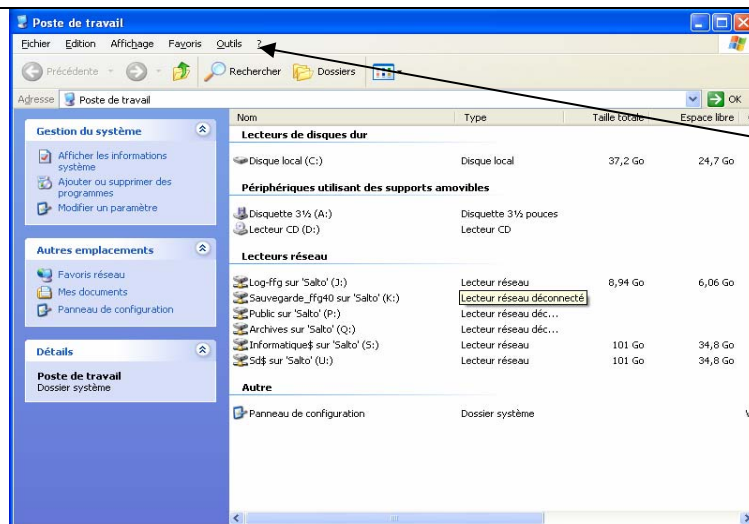 Poste de travail
Fichier Edition Affichage Favoris Outils ?
Précédente Rechercher Dossiers
Adresse Poste de travail OK
Nom Type Taille totale Espace libre
Gestion du système
Afficher les informations système
Ajouter ou supprimer des programmes
Modifier un paramètre
Autres emplacements
Favoris réseau
Mes documents
Panneau de configuration
Détails
Poste de travail
Dossier système
Lecteurs de disques dur
Disque local (C:) Disque local 37,2 Go 24,7 Go
Périphériques utilisant des supports amovibles
Disquette 3½ (A:) Disquette 3½ pouces
Lecteur CD (D:) Lecteur CD
Lecteurs réseau
Log-ffg sur 'Salto' (J:) Lecteur réseau 8,94 Go 6,06 Go
Sauvegarde_ffg40 sur 'Salto' (K:) Lecteur réseau déconnecté
Public sur 'Salto' (P:) Lecteur réseau déc...
Archives sur 'Salto' (Q:) Lecteur réseau déc...
Informatique$ sur 'Salto' (S:) Lecteur réseau 101 Go 34,8 Go
Sd$ sur 'Salto' (U:) Lecteur réseau 101 Go 34,8 Go
Autre
Panneau de configuration Dossier système